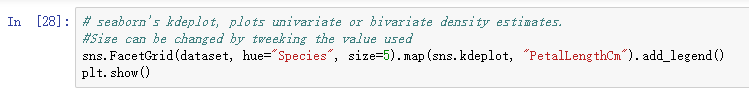 In [28]: # seaborn's kdeplot, plots univariate or bivariate density estimates.
#Size can be changed by tweeking the value used
sns.FacetGrid(dataset, hue="Species", size=5).map(sns.kdeplot, "PetalLengthCm").add_legend()
plt.show()